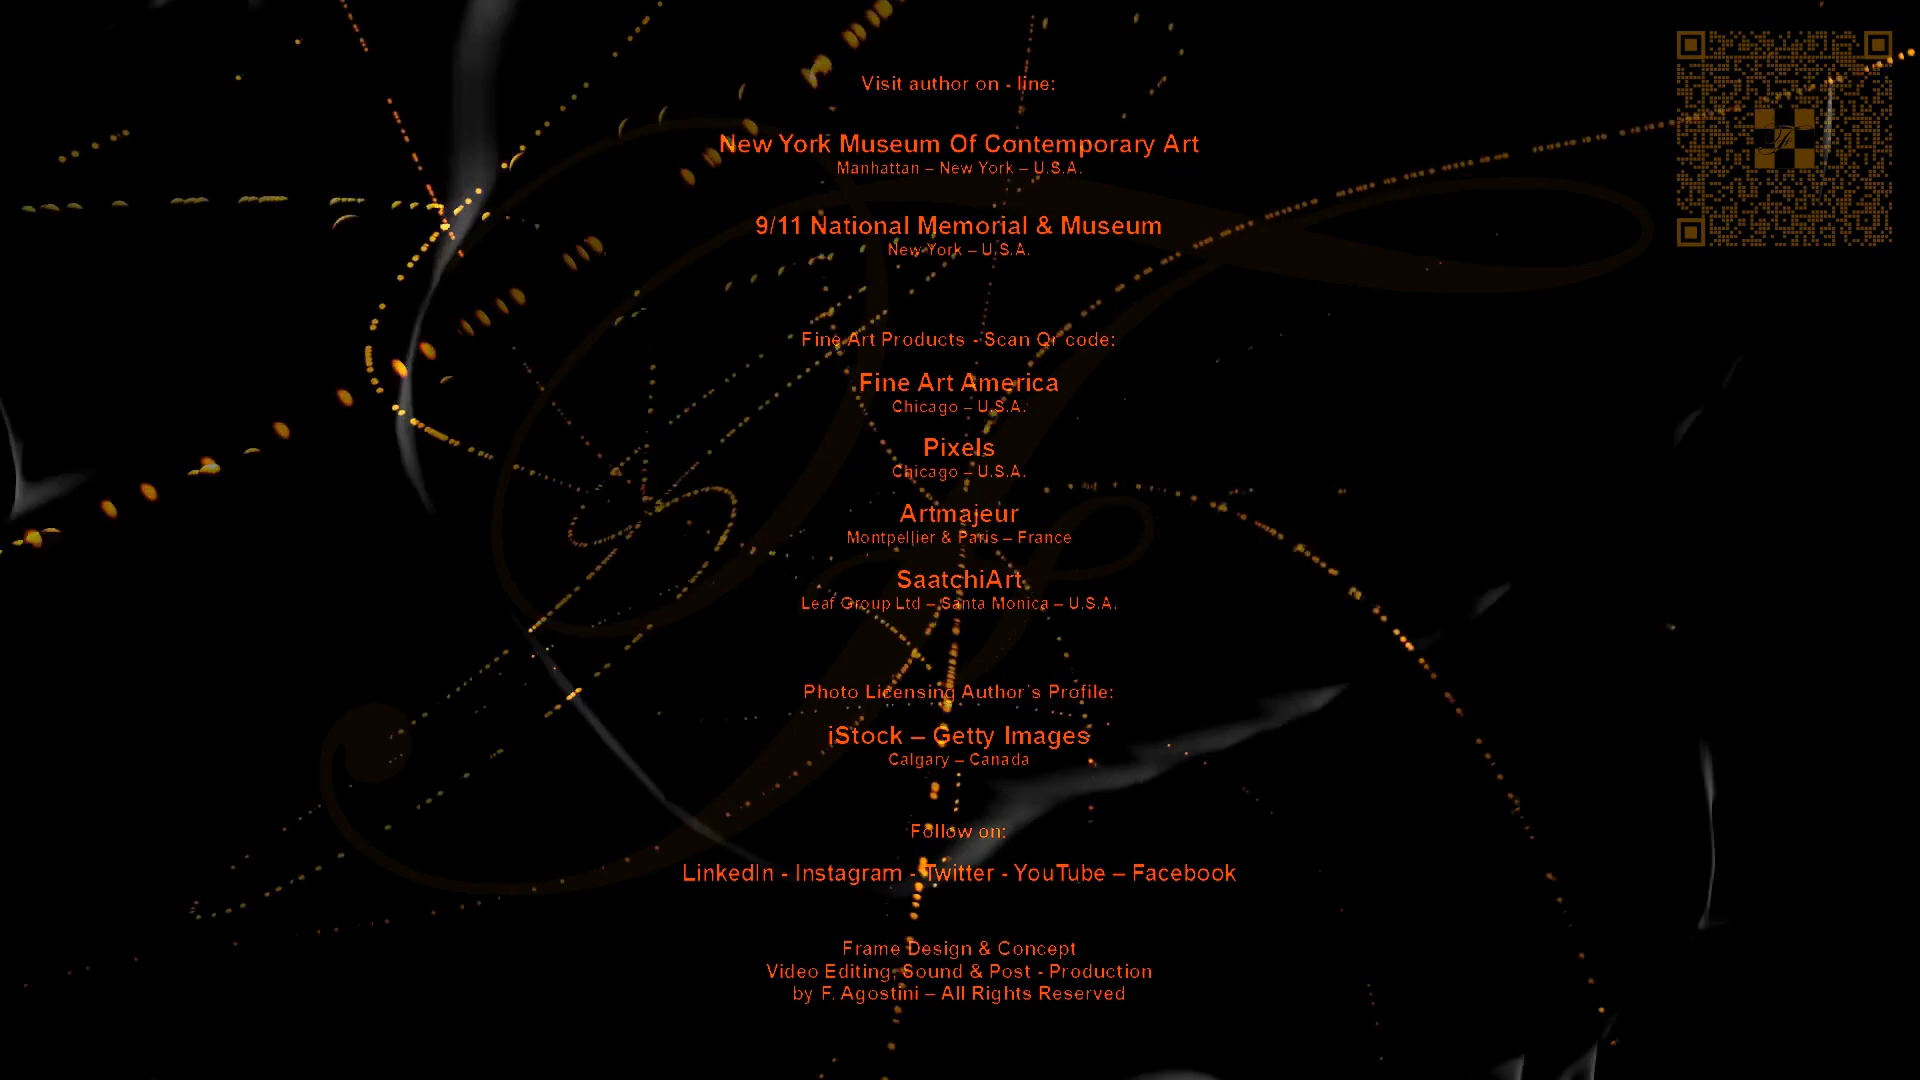 Visit author on - line:
New York Museum Of Contemporary Art
Manhattan – New York – U.S.A.
9/11 National Memorial & Museum
New York – U.S.A.
Fine Art Products - Scan Qr code:
Fine Art America
Chicago – U.S.A.
Pixels
Chicago – U.S.A.
Artmajeur
Montpellier & Paris – France
SaatchiArt
Leaf Group Ltd – Santa Monica – U.S.A.
Photo Licensing Author's Profile:
iStock – Getty Images
Calgary – Canada
Follow on:
LinkedIn - Instagram - Twitter - YouTube – Facebook
Frame Design & Concept
Video Editing, Sound & Post - Production
by F. Agostini – All Rights Reserved